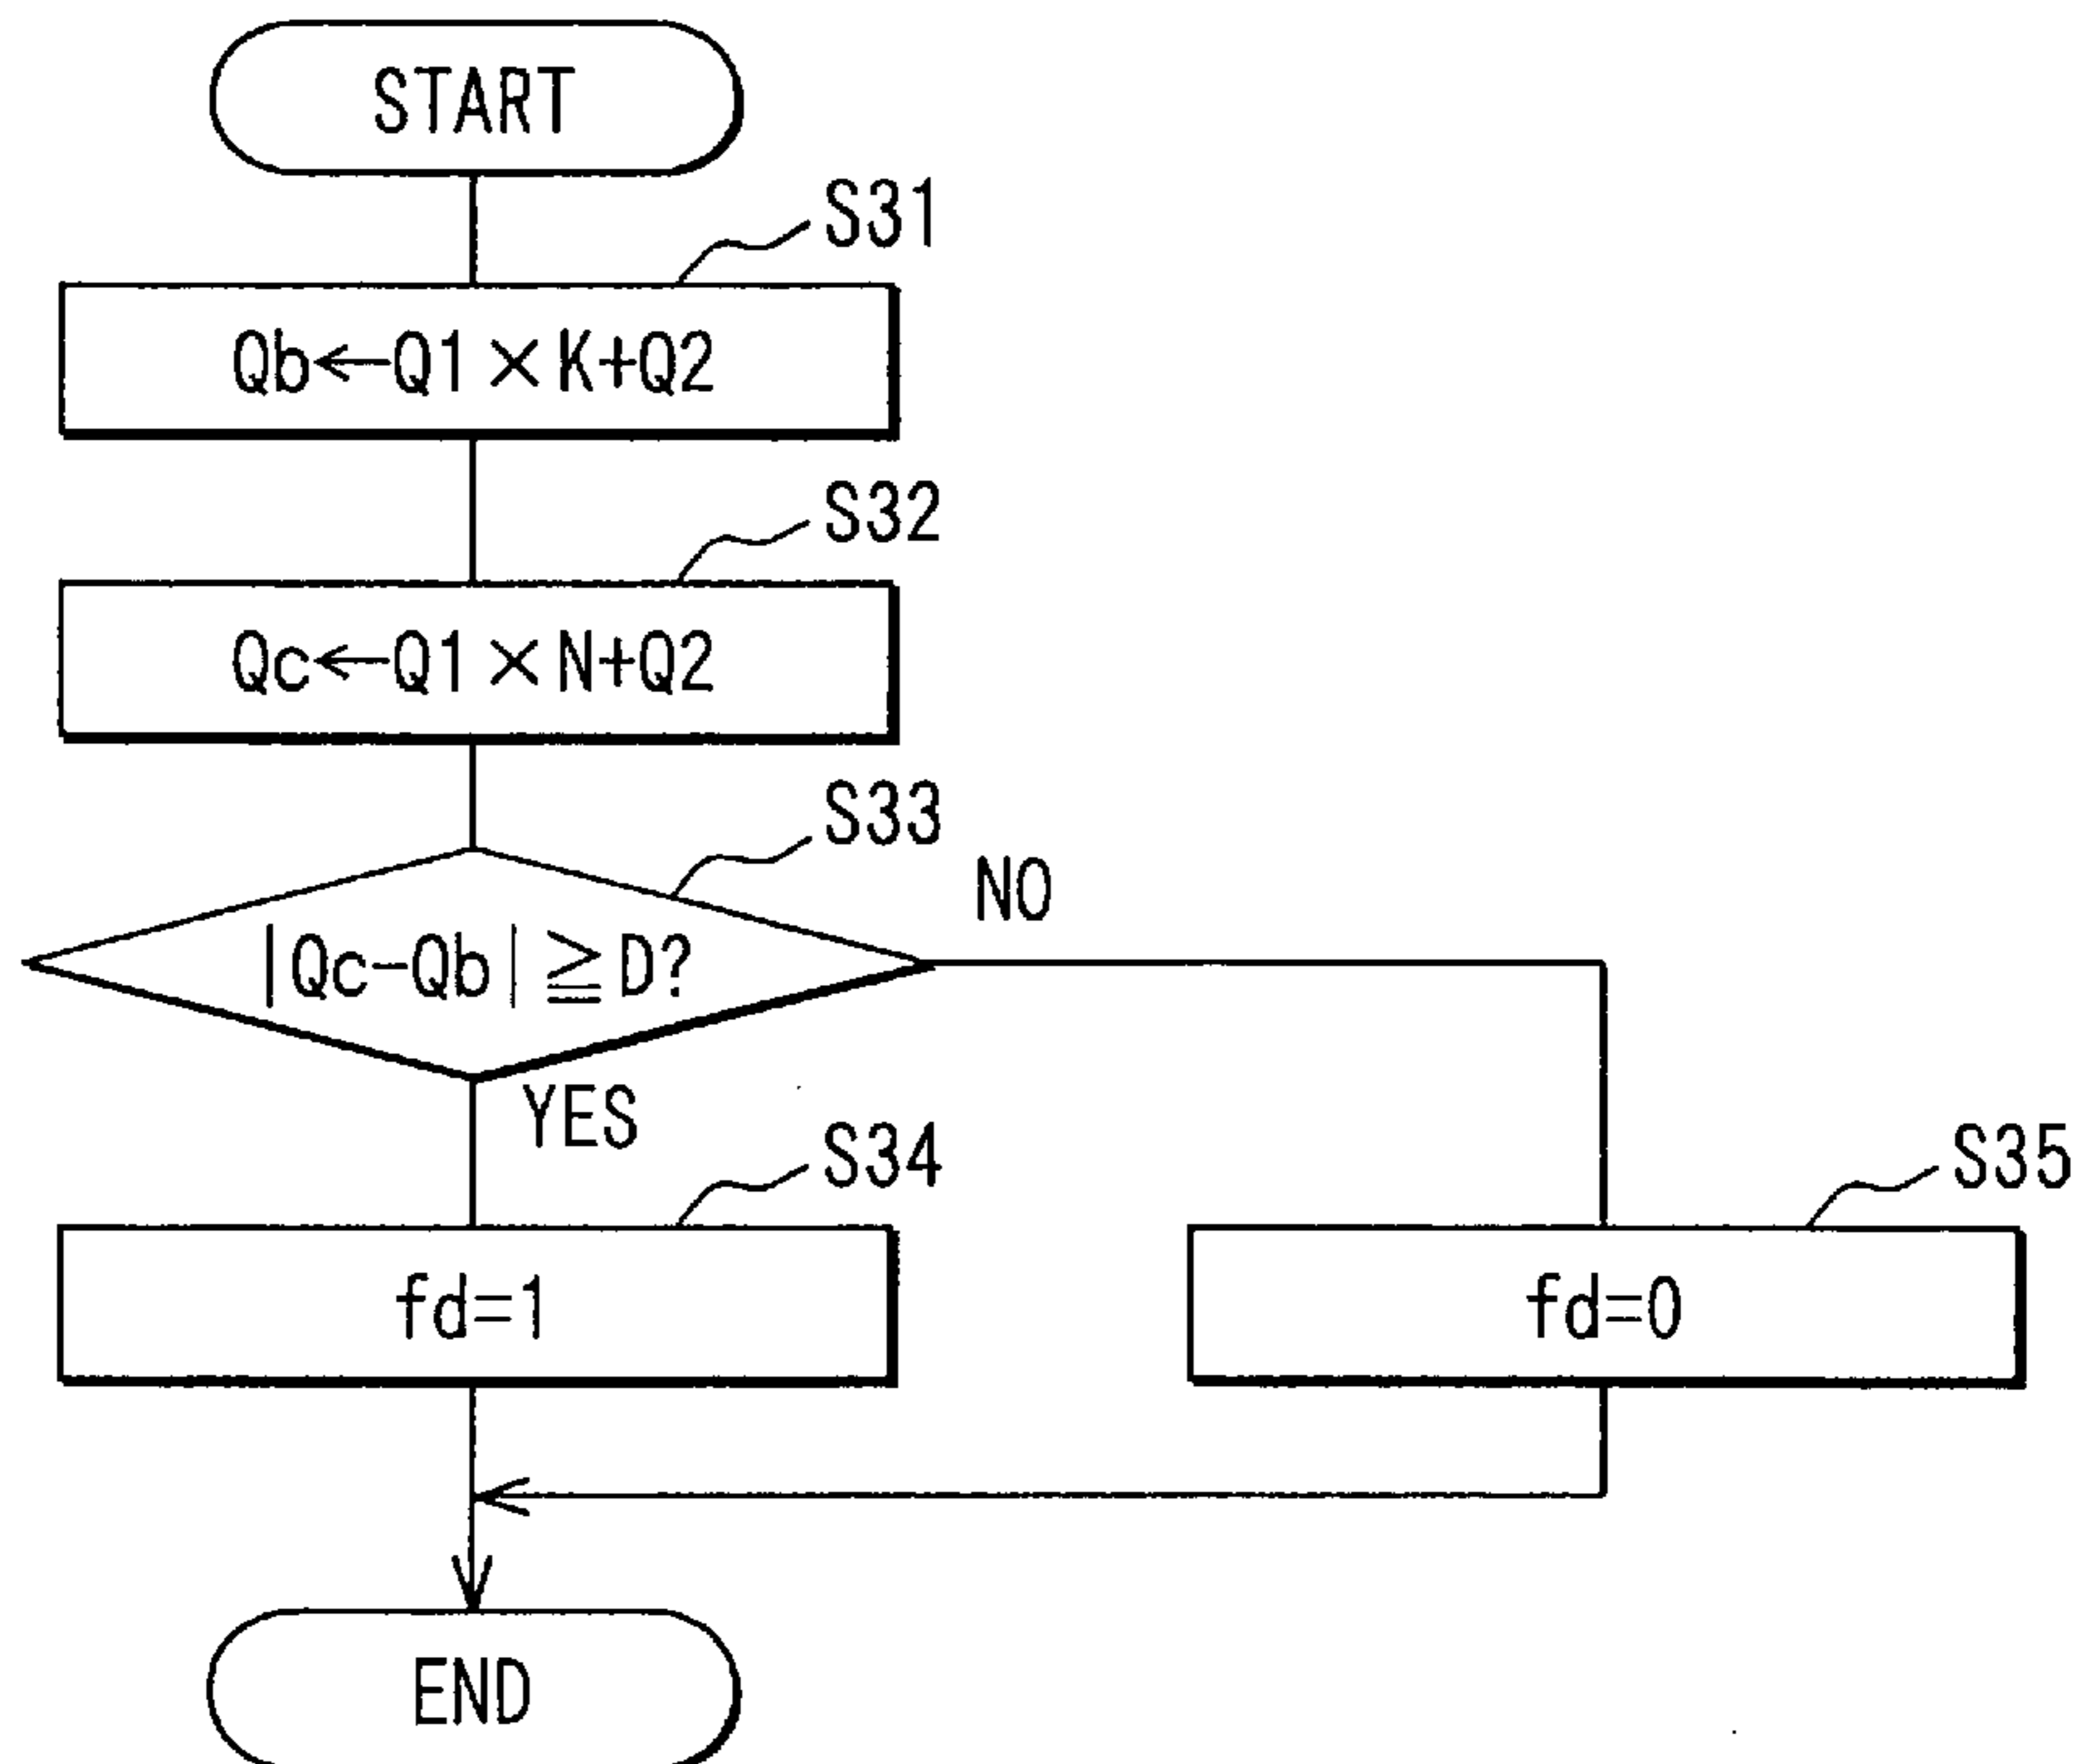 START
S31
Qb←Q1×K+Q2
S32
Qc←Q1×N+Q2
S33
NO
|Qc-Qb|≧D?
YES
S34
S35
fd=1
fd=0
END